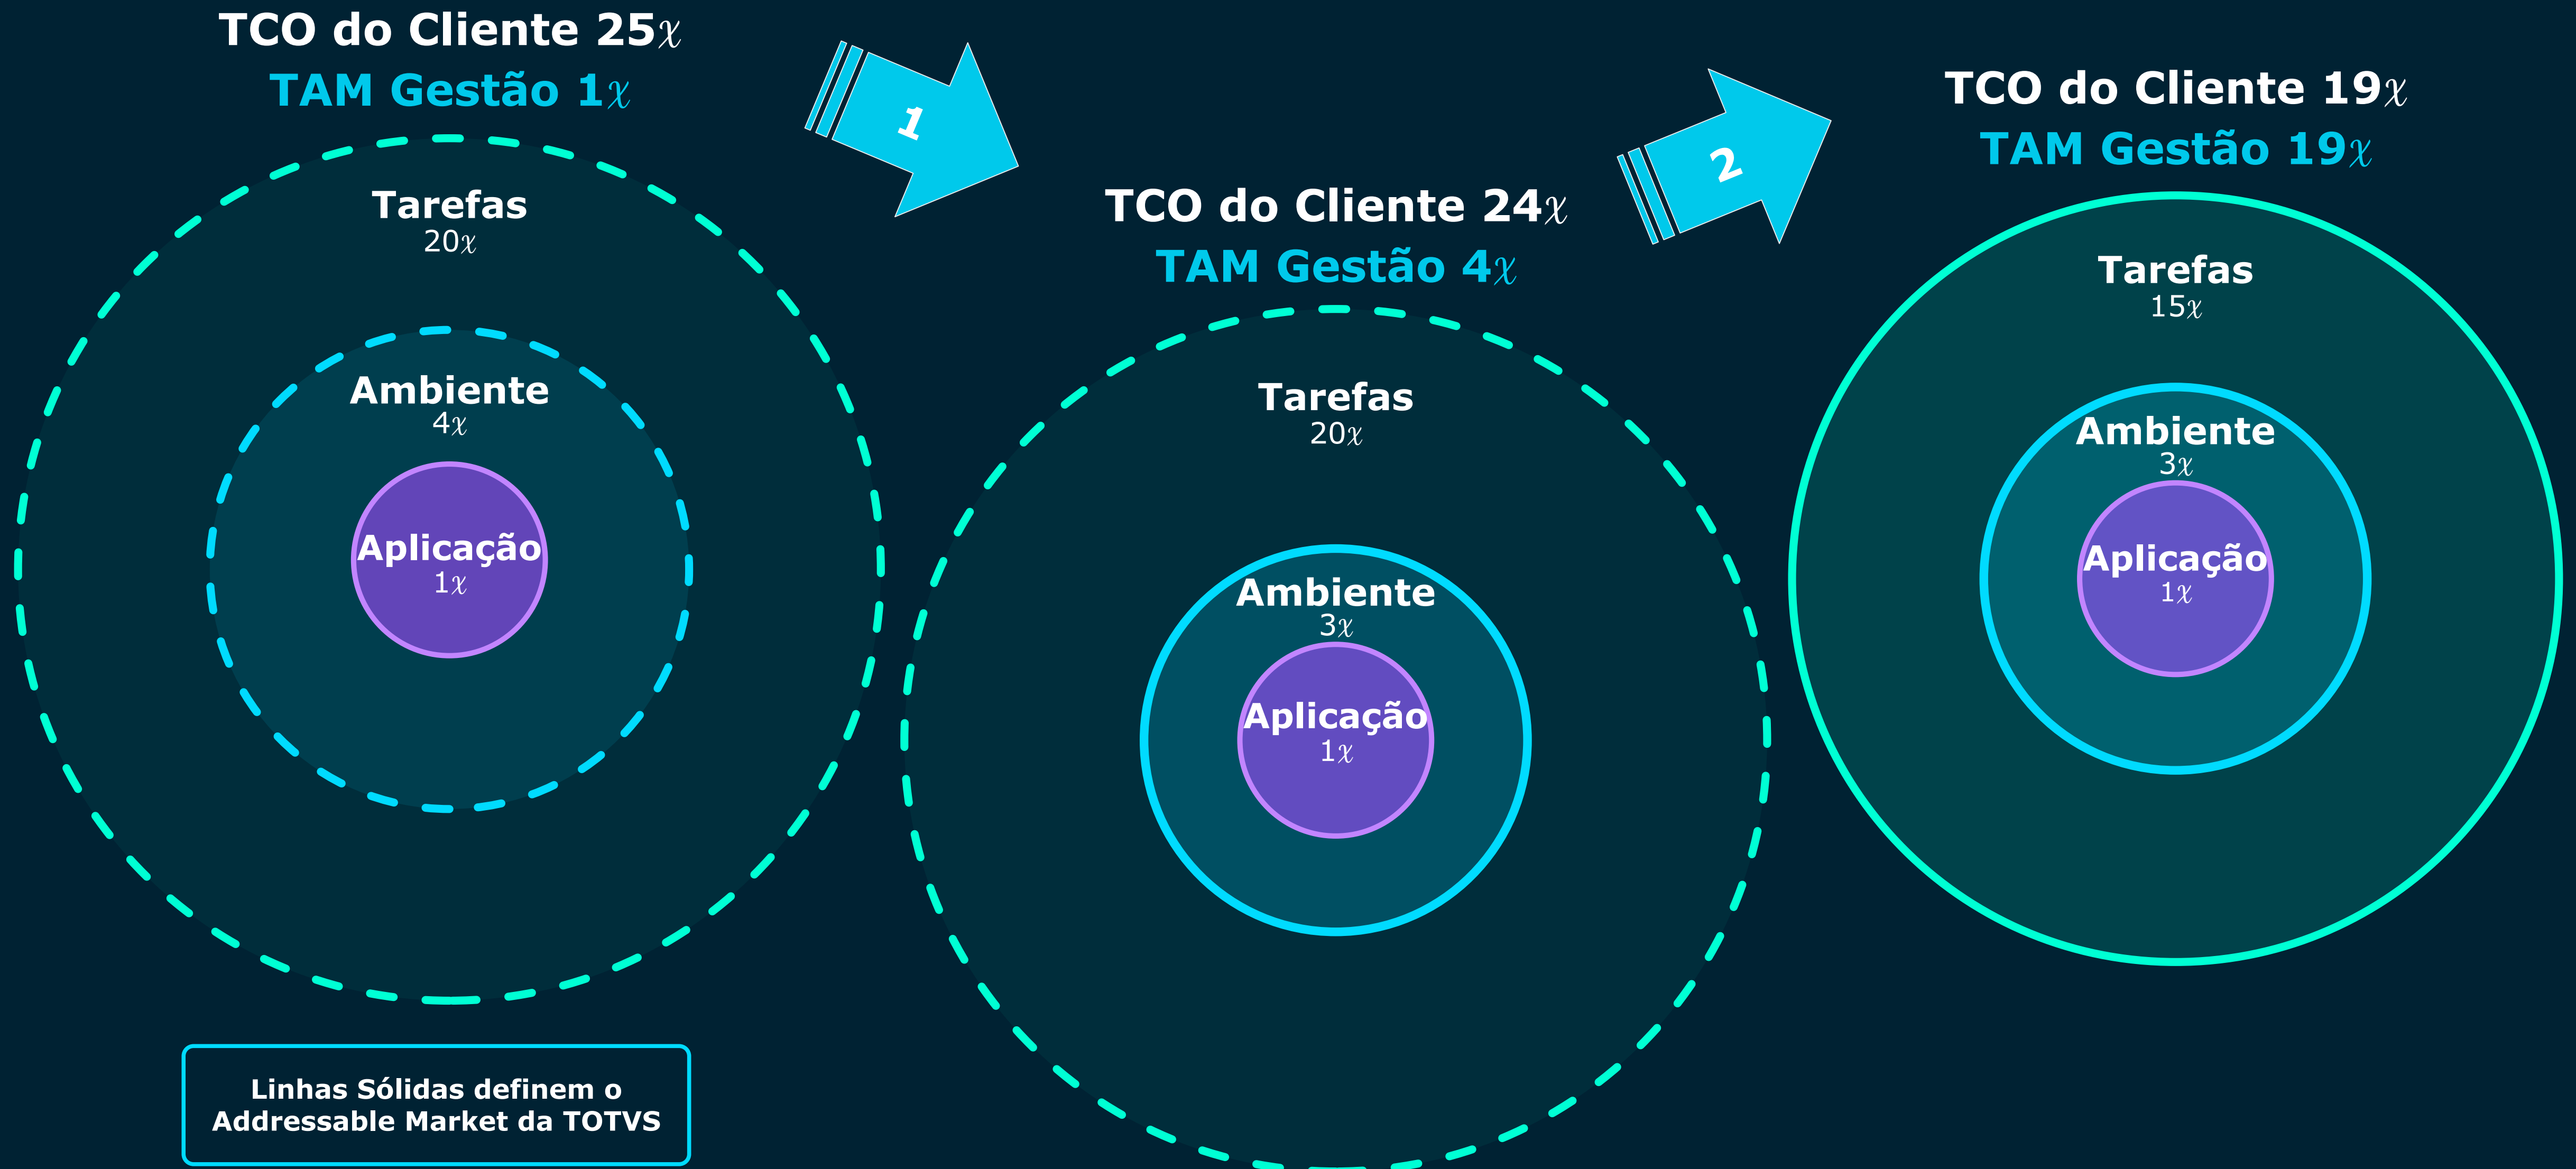 TCO do Cliente 25χ
TAM Gestão 1χ
Tarefas
20χ
Ambiente
4χ
Aplicação
1χ
Linhas Sólidas definem o
Addressable Market da TOTVS
1
TCO do Cliente 24χ
TAM Gestão 4χ
Tarefas
20χ
Ambiente
3χ
Aplicação
1χ
2
TCO do Cliente 19χ
TAM Gestão 19χ
Tarefas
15χ
Ambiente
3χ
Aplicação
1χ